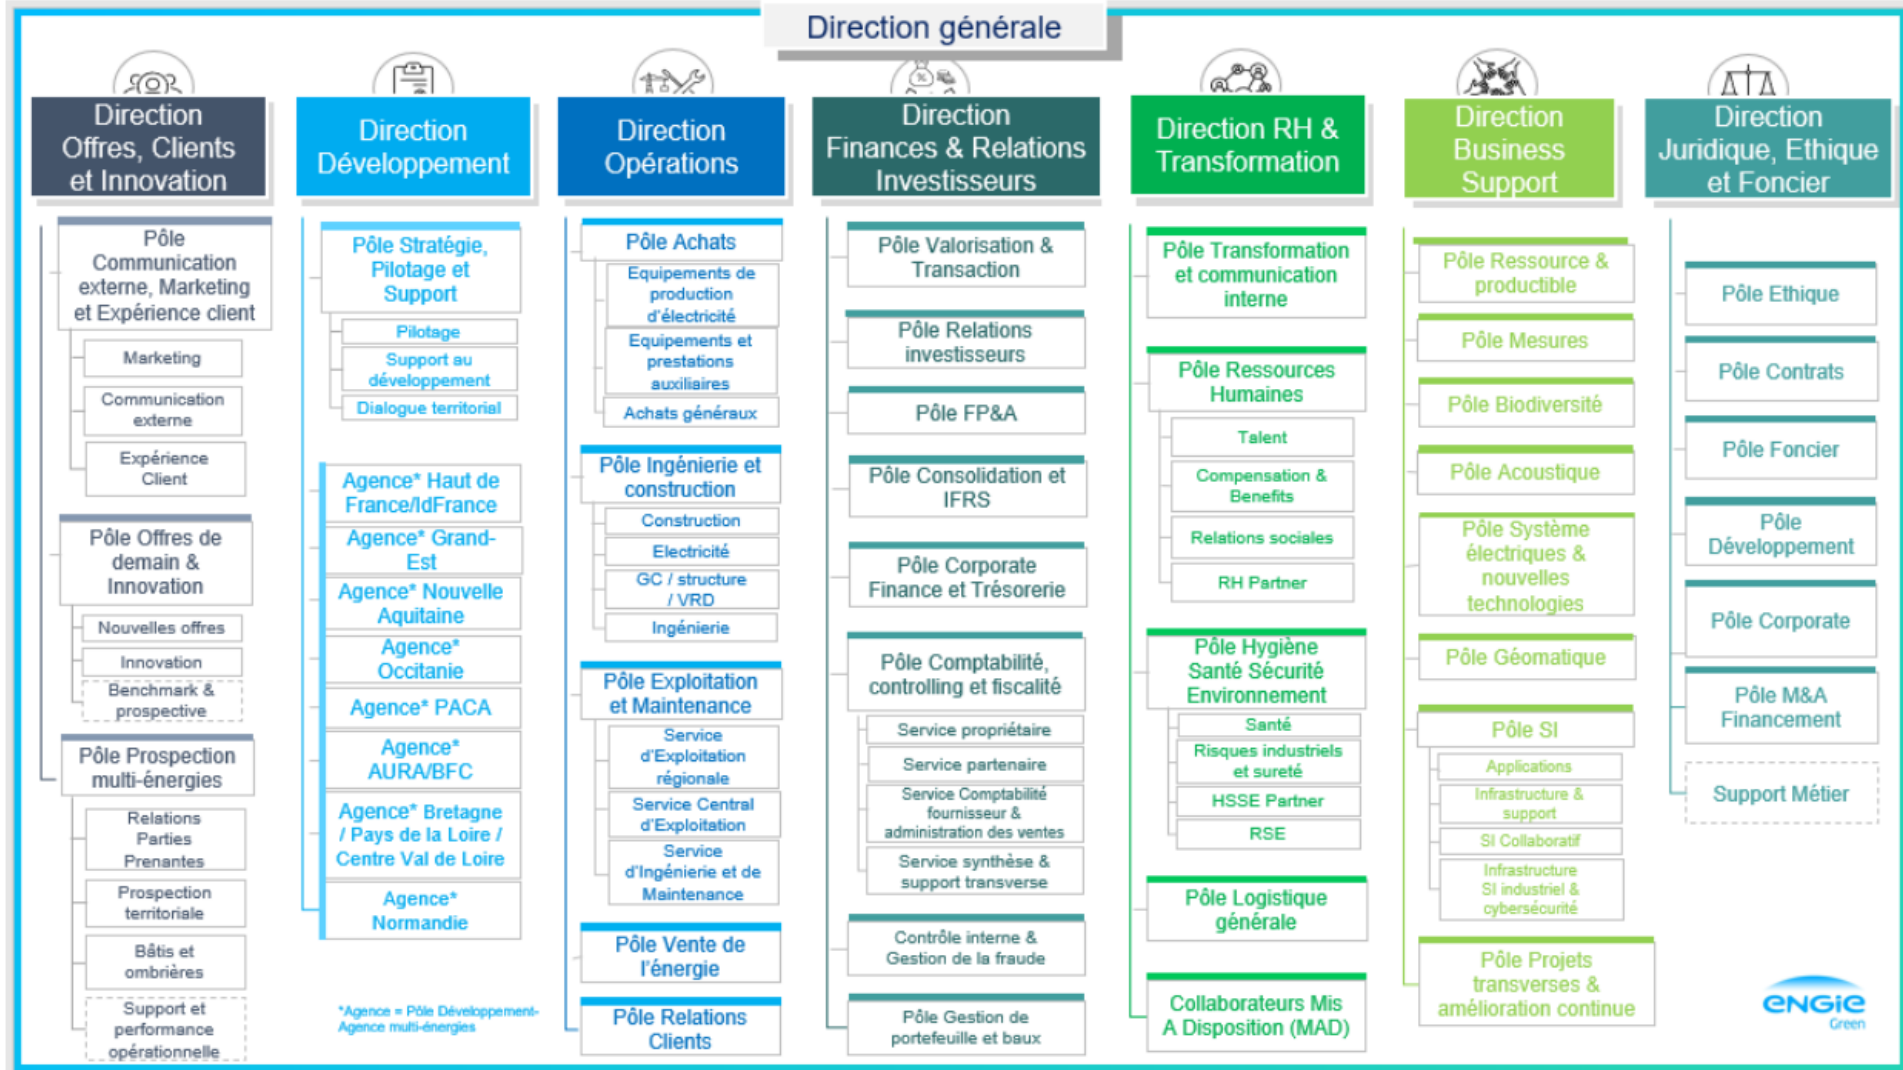 Direction générale
Direction
Offres, Clients
et Innovation
Pôle
Communication
externe, Marketing
et Expérience client
Marketing
Communication
externe
Expérience
Client
Pôle Offres de
demain &
Innovation
Nouvelles offres
Innovation
Benchmark &
prospective
Pôle Prospection
multi-énergies
Relations
Parties
Prenantes
Prospection
territoriale
Bâtis et
ombrières
Support et
performance
opérationnelle
Direction
Développement
Pôle Stratégie,
Pilotage et
Support
Pilotage
Support au
développement
Dialogue territorial
Agence* Haut de
France/IdFrance
Agence* Grand-
Est
Agence* Nouvelle
Aquitaine
Agence*
Occitanie
Agence* PACA
Agence*
AURA/BFC
Agence* Bretagne
/ Pays de la Loire /
Centre Val de Loire
Agence*
Normandie
*Agence = Pôle Développement-
Agence multi-énergies
Direction
Opérations
Pôle Achats
Equipements de
production
d'électricité
Equipements et
prestations
auxiliaires
Achats généraux
Pôle Ingénierie et
construction
Construction
Electricité
GC / structure
/ VRD
Ingénierie
Pôle Exploitation
et Maintenance
Service
d'Exploitation
régionale
Service Central
d'Exploitation
Service
d'Ingénierie et de
Maintenance
Pôle Vente de
l'énergie
Pôle Relations
Clients
Direction
Finances & Relations
Investisseurs
Pôle Valorisation &
Transaction
Pôle Relations
investisseurs
Pôle FP&A
Pôle Consolidation et
IFRS
Pôle Corporate
Finance et Trésorerie
Pôle Comptabilité,
controlling et fiscalité
Service propriétaire
Service partenaire
Service Comptabilité
fournisseur &
administration des ventes
Service synthèse &
support transverse
Contrôle interne &
Gestion de la fraude
Pôle Gestion de
portefeuille et baux
Direction RH &
Transformation
Pôle Transformation
et communication
interne
Pôle Ressources
Humaines
Talent
Compensation &
Benefits
Relations sociales
RH Partner
Pôle Hygiène
Santé Sécurité
Environnement
Santé
Risques industriels
et sureté
HSSE Partner
RSE
Pôle Logistique
générale
Collaborateurs Mis
A Disposition (MAD)
Direction
Business
Support
Pôle Ressource &
productible
Pôle Mesures
Pôle Biodiversité
Pôle Acoustique
Pôle Système
électriques &
nouvelles
technologies
Pôle Géomatique
Pôle SI
Applications
Infrastructure &
support
SI Collaboratif
Infrastructure
SI industriel &
cybersécurité
Pôle Projets
transverses &
amélioration continue
Direction
Juridique, Ethique
et Foncier
Pôle Ethique
Pôle Contrats
Pôle Foncier
Pôle
Développement
Pôle Corporate
Pôle M&A
Financement
Support Métier
ENGIE
Green